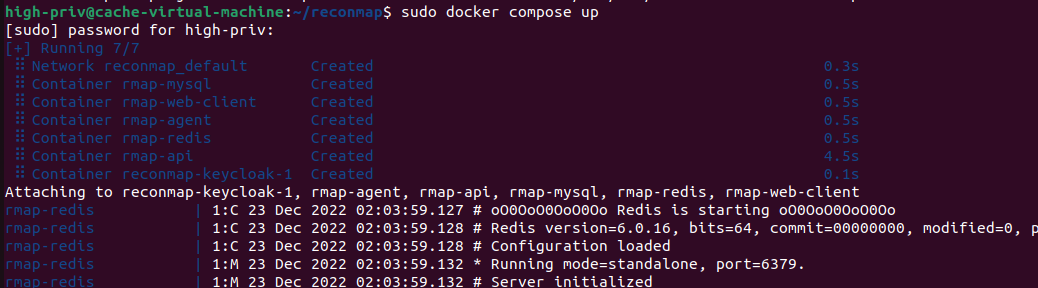 high-priv@cache-virtual-machine:~/reconmap$ sudo docker compose up
[sudo] password for high-priv:
[+] Running 7/7
⠿ Network reconmap_default Created 0.3s
⠿ Container rmap-mysql Created 0.5s
⠿ Container rmap-web-client Created 0.5s
⠿ Container rmap-agent Created 0.5s
⠿ Container rmap-redis Created 0.5s
⠿ Container rmap-api Created 4.5s
⠿ Container reconmap-keycloak-1 Created 0.1s
Attaching to reconmap-keycloak-1, rmap-agent, rmap-api, rmap-mysql, rmap-redis, rmap-web-client
rmap-redis | 1:C 23 Dec 2022 02:03:59.127 # oO0OoO0OoO0Oo Redis is starting oO0OoO0OoO0Oo
rmap-redis | 1:C 23 Dec 2022 02:03:59.128 # Redis version=6.0.16, bits=64, commit=00000000, modified=0, p
rmap-redis | 1:C 23 Dec 2022 02:03:59.128 # Configuration loaded
rmap-redis | 1:M 23 Dec 2022 02:03:59.132 * Running mode=standalone, port=6379.
rmap-redis | 1:M 23 Dec 2022 02:03:59.132 # Server initialized